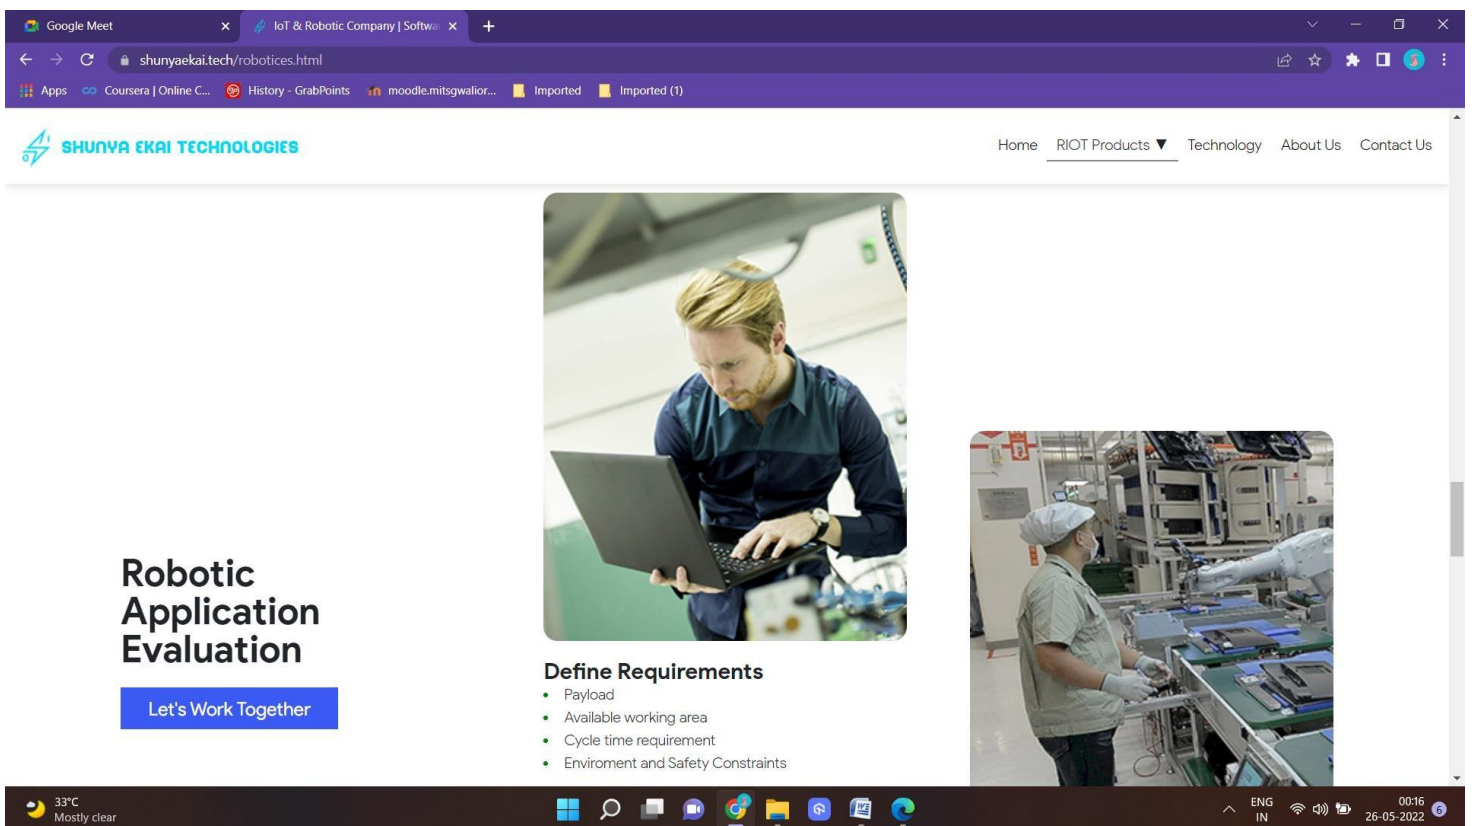 Google Meet
IoT & Robotic Company | Softwa
shunyaekai.tech/robotices.html
Apps
Coursera | Online C...
History - GrabPoints
moodle.mitsgwalior...
Imported
Imported (1)
SHUNYA EKAI TECHNOLOGIES
Home
RIOT Products ▼
Technology
About Us
Contact Us
Robotic
Application
Evaluation
Let's Work Together
Define Requirements
Payload
Available working area
Cycle time requirement
Enviroment and Safety Constraints
33°C
Mostly clear
ENG
IN
00:16
26-05-2022
6